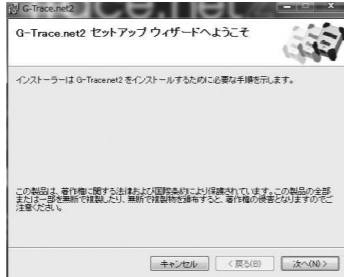 G-Trace.net2
G-Trace.net2 セットアップ ウィザードへようこそ
インストーラーは G-Trace.net2 をインストールするために必要な手順を示します。
この製品は、著作権に関する法律および国際条約により保護されています。この製品の全部
または一部を無断で複製したり、無断で複製物を頒布すると、著作権の侵害となりますのでご
注意ください。
キャンセル
< 戻る(B)
次へ(N) >